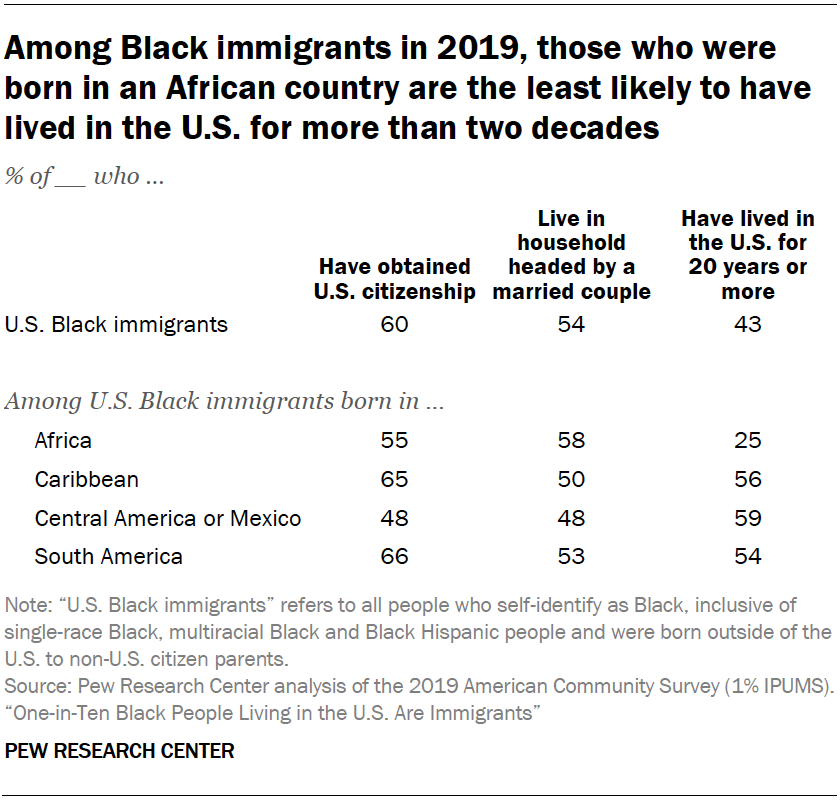 Among Black immigrants in 2019, those who were
born in an African country are the least likely to have
lived in the U.S. for more than two decades
% of __ who ...
Have obtained
U.S. citizenship
Live in
household
headed by a
married couple
Have lived in
the U.S. for
20 years or
more
U.S. Black immigrants 60 54 43
Among U.S. Black immigrants born in ...
Africa 55 58 25
Caribbean 65 50 56
Central America or Mexico 48 48 59
South America 66 53 54
Note: “U.S. Black immigrants” refers to all people who self-identify as Black, inclusive of
single-race Black, multiracial Black and Black Hispanic people and were born outside of the
U.S. to non-U.S. citizen parents.
Source: Pew Research Center analysis of the 2019 American Community Survey (1% IPUMS).
“One-in-Ten Black People Living in the U.S. Are Immigrants”
PEW RESEARCH CENTER